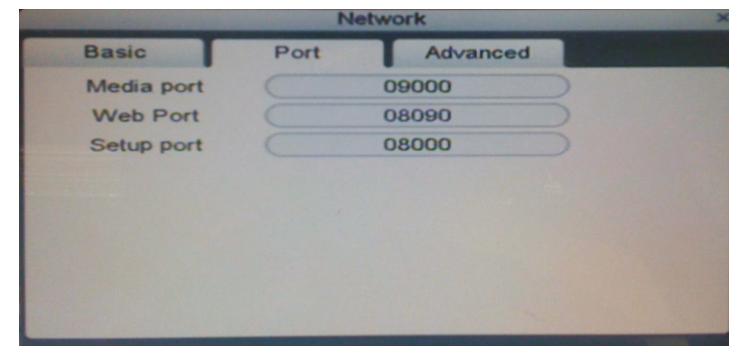 Network ×
Basic Port Advanced
Media port 09000
Web Port 08090
Setup port 08000